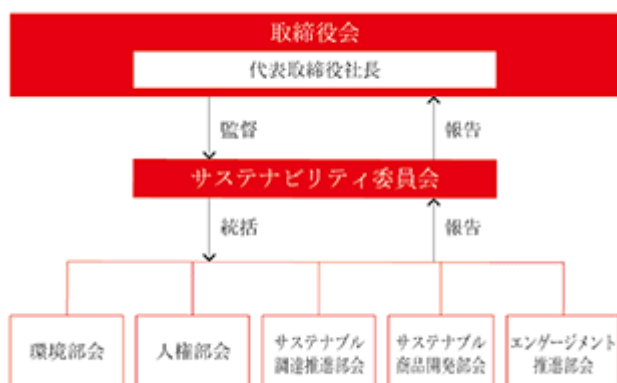 取締役会
代表取締役社長
監督
報告
サステナビリティ委員会
統括
報告
環境部会
人権部会
サステナブル
調達推進部会
サステナブル
商品開発部会
エンゲージメント
推進部会